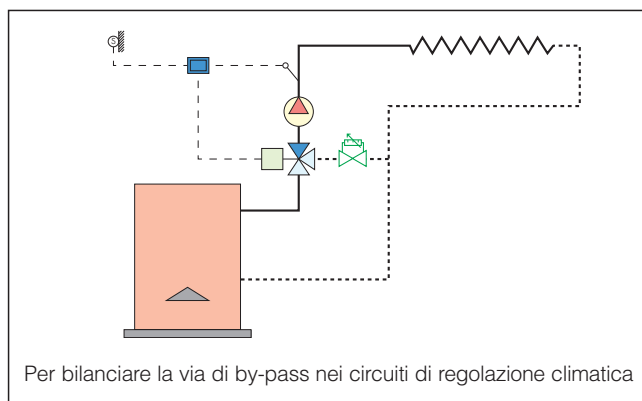 S
Per bilanciare la via di by-pass nei circuiti di regolazione climatica